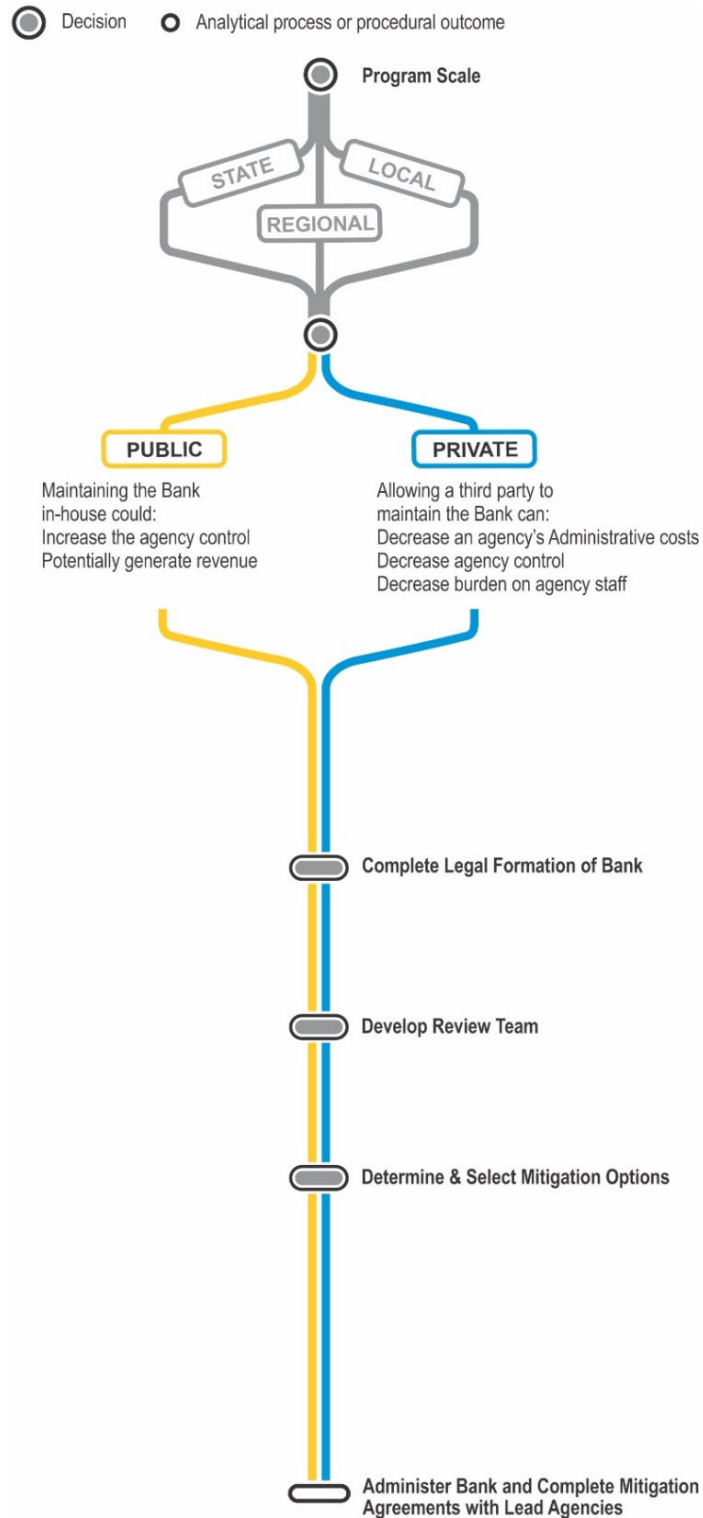 Decision
Analytical process or procedural outcome
Program Scale
STATE
LOCAL
REGIONAL
PUBLIC
Maintaining the Bank
in-house could:
Increase the agency control
Potentially generate revenue
PRIVATE
Allowing a third party to
maintain the Bank can:
Decrease an agency’s Administrative costs
Decrease agency control
Decrease burden on agency staff
Complete Legal Formation of Bank
Develop Review Team
Determine & Select Mitigation Options
Administer Bank and Complete Mitigation
Agreements with Lead Agencies